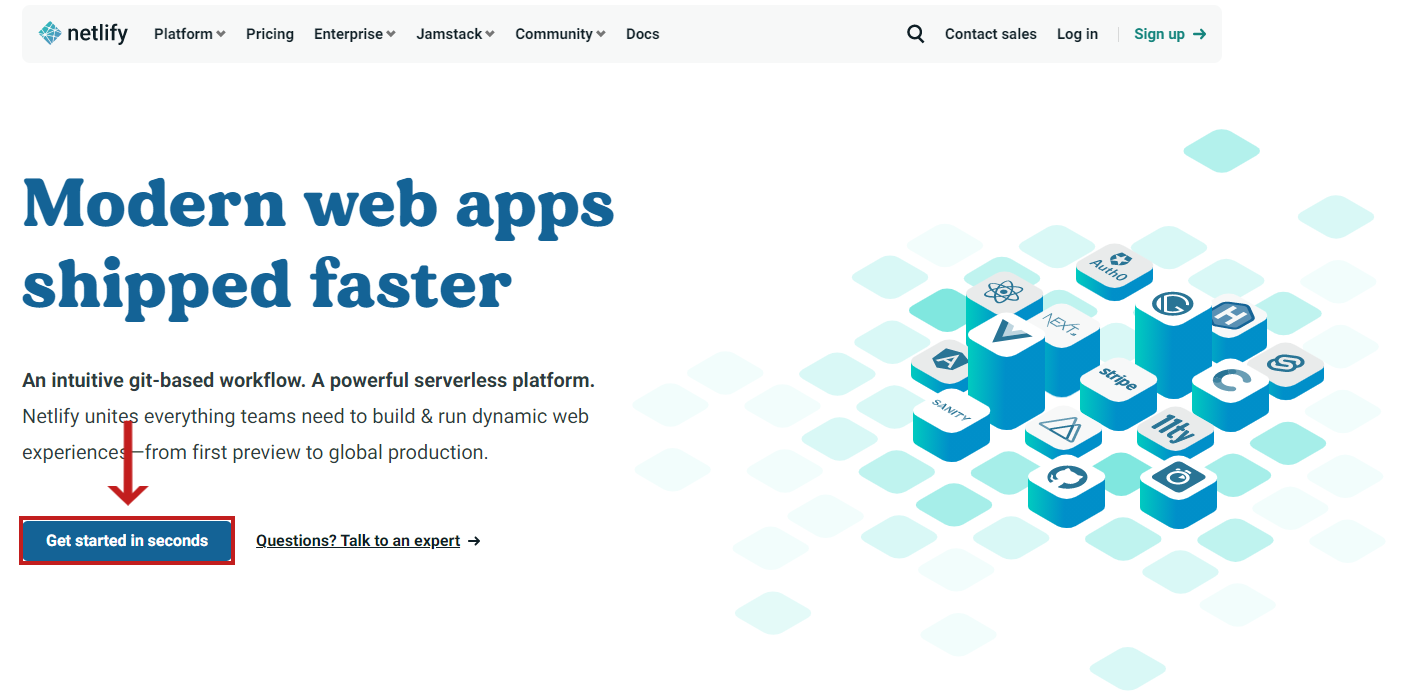 netlify Platform Pricing Enterprise Jamstack Community Docs Contact sales Log in Sign up →
Modern web apps
shipped faster
An intuitive git-based workflow. A powerful serverless platform.
Netlify unites everything teams need to build & run dynamic web
experiences—from first preview to global production.
Get started in seconds Questions? Talk to an expert →
Auth0
NEXT.JS
stripe
SANITY
11ty